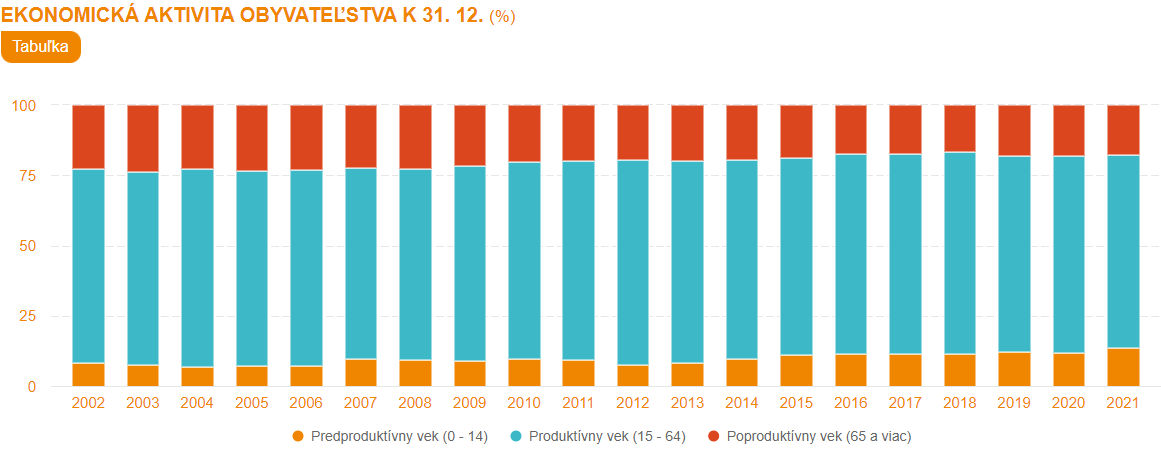 EKONOMICKÁ AKTIVITA OBYVATEĽSTVA K 31. 12. (%)
Tabuľka
100
75
50
25
0
2002 2003 2004 2005 2006 2007 2008 2009 2010 2011 2012 2013 2014 2015 2016 2017 2018 2019 2020 2021
Predproduktívny vek (0 - 14) Produktívny vek (15 - 64) Poproduktívny vek (65 a viac)